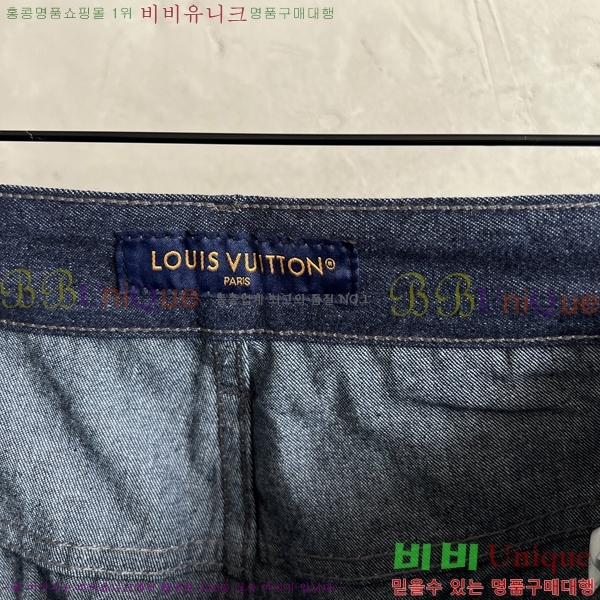 홍콩명품쇼핑몰 1위 비비유니크 명품구매대행
LOUIS VUITTON®
PARIS
BBUnique BBUnique
비비 Unique
믿을수 있는 명품구매대행